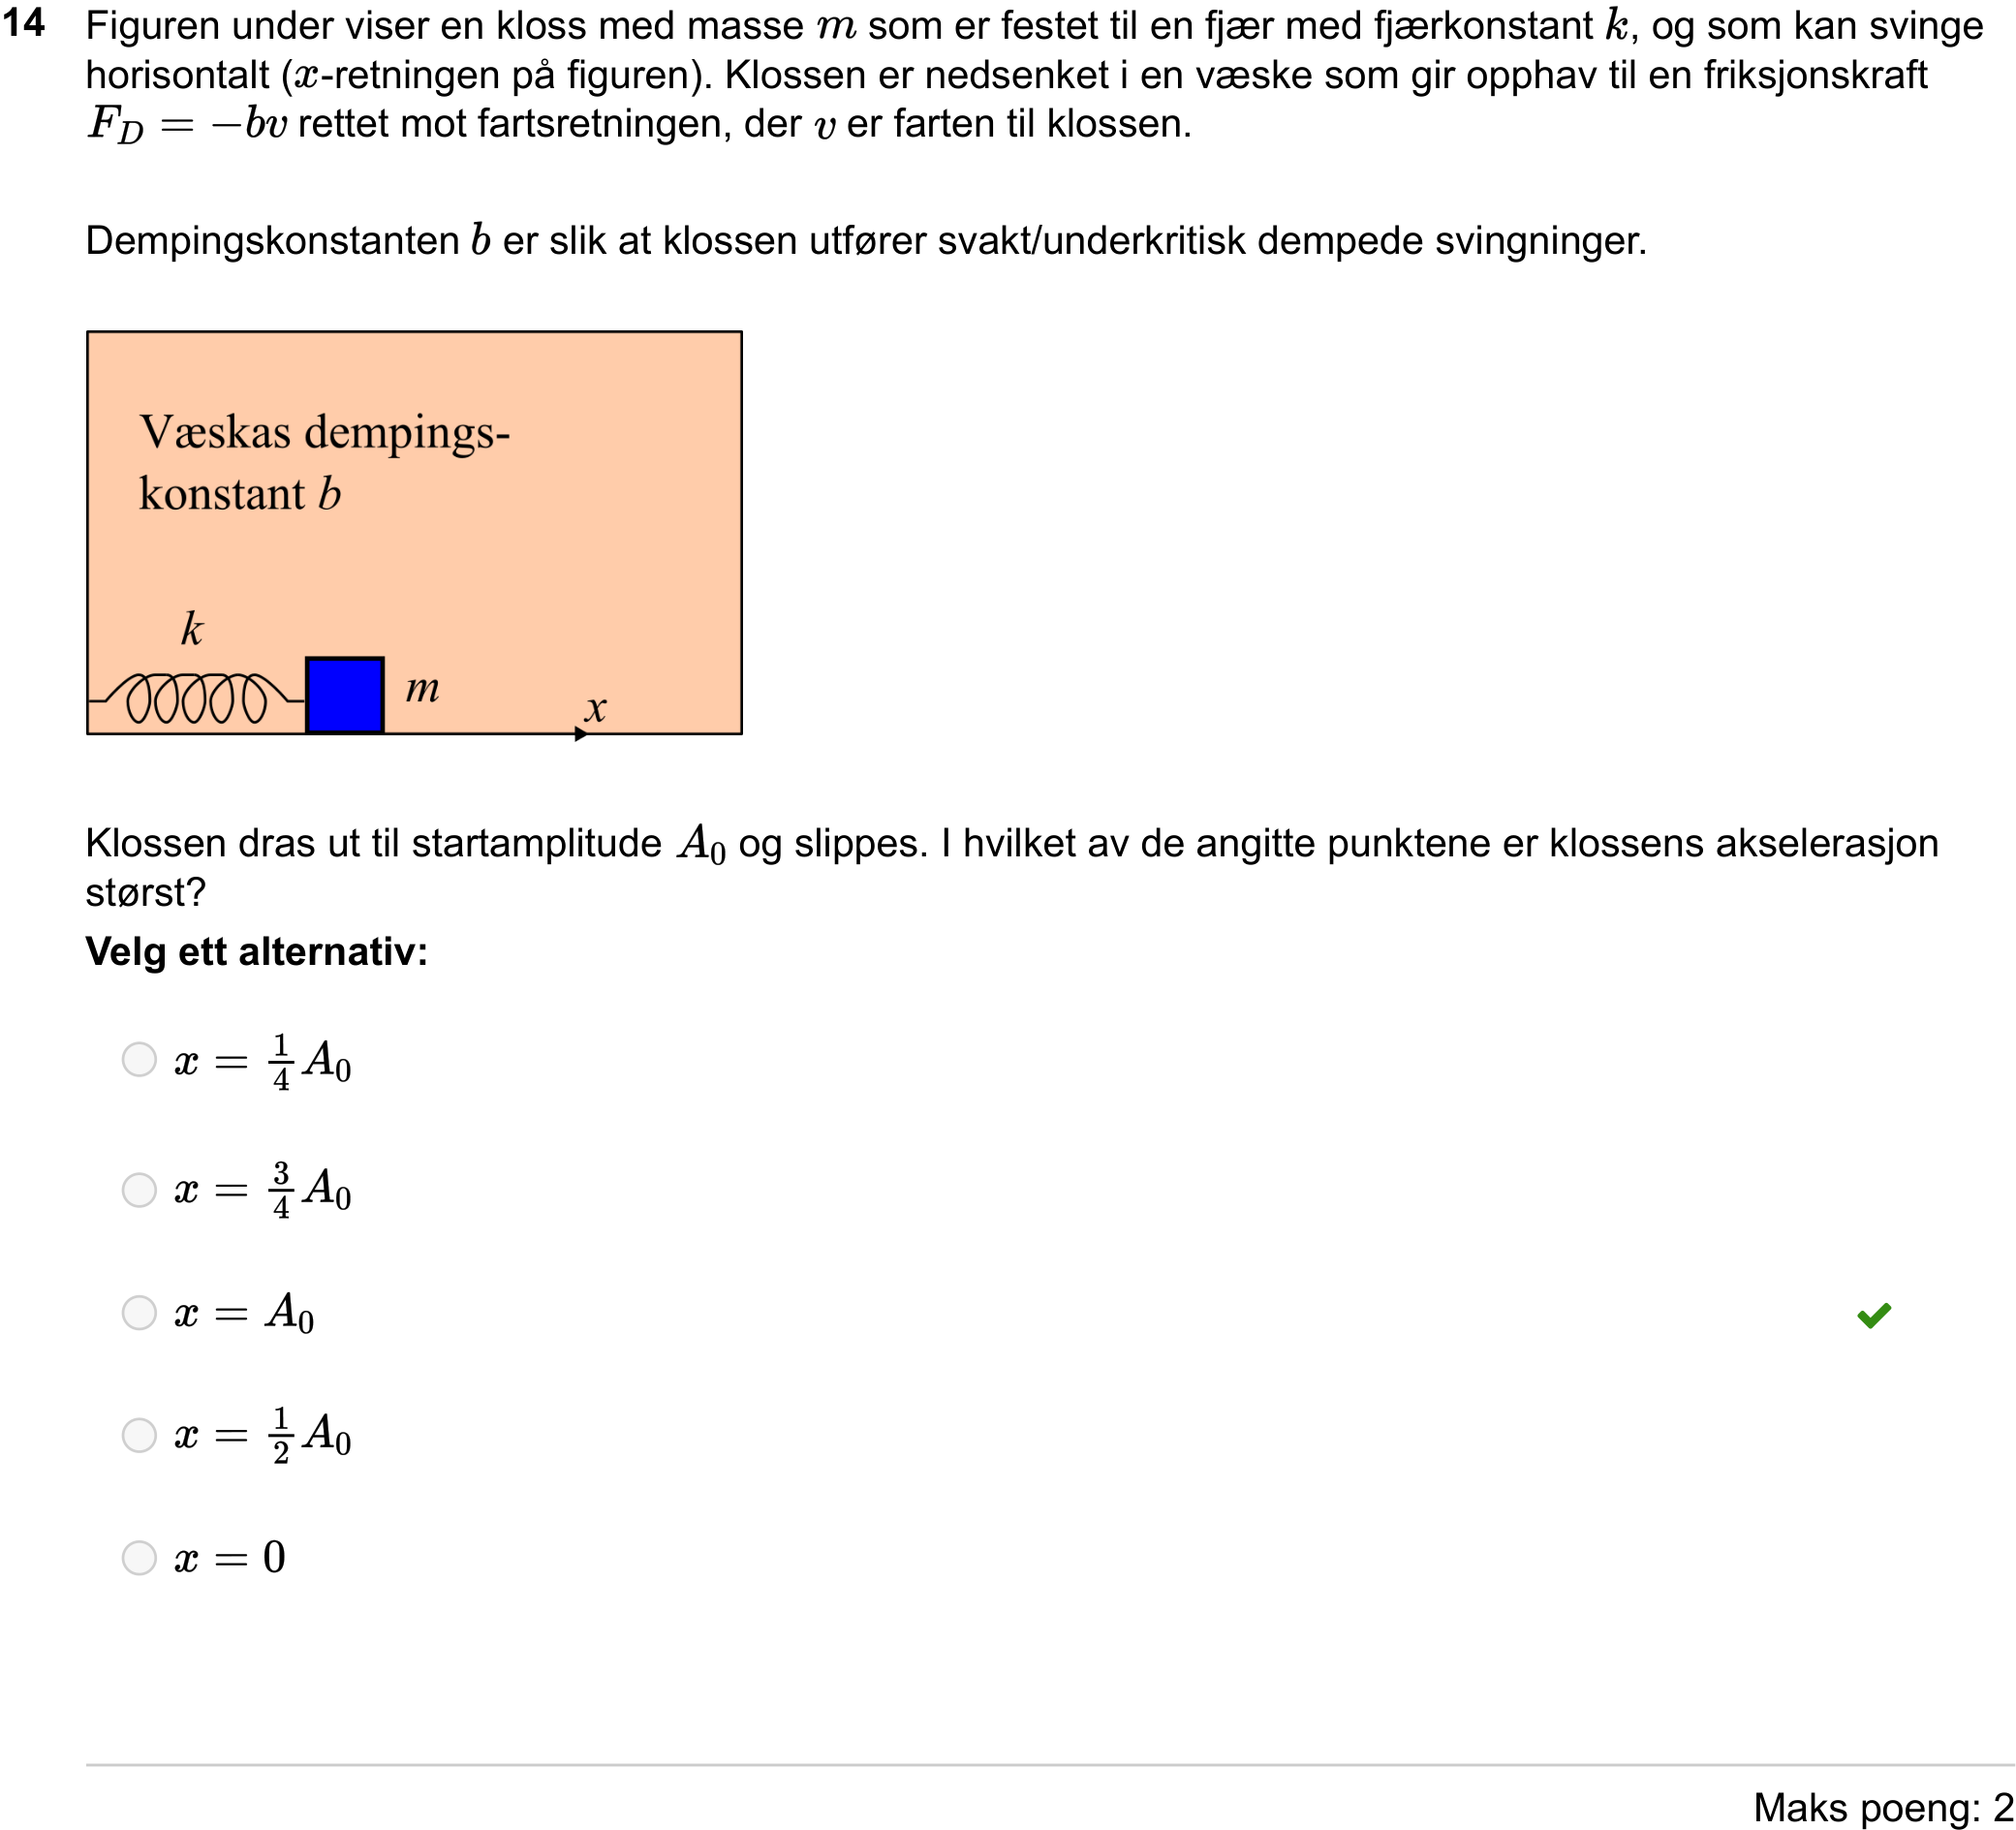 14 Figuren under viser en kloss med masse m som er festet til en fjær med fjærkonstant k, og som kan svinge
horisontalt (x-retningen på figuren). Klossen er nedsenket i en væske som gir opphav til en friksjonskraft
F_D = −bv rettet mot fartsretningen, der v er farten til klossen.
Dempingskonstanten b er slik at klossen utfører svakt/underkritisk dempede svingninger.
Væskas dempings-
konstant b
k
m
x
Klossen dras ut til startamplitude A_0 og slippes. I hvilket av de angitte punktene er klossens akselerasjon
størst?
Velg ett alternativ:
x = 1/4 A_0
x = 3/4 A_0
x = A_0
x = 1/2 A_0
x = 0
Maks poeng: 2